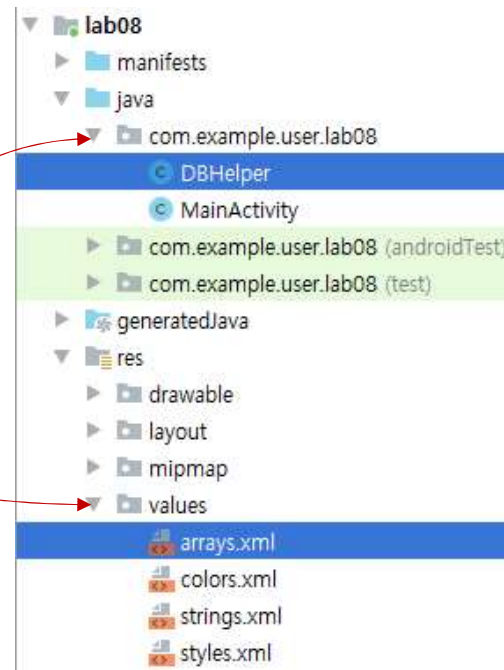 lab08
manifests
java
com.example.user.lab08
DBHelper
MainActivity
com.example.user.lab08 (androidTest)
com.example.user.lab08 (test)
generatedJava
res
drawable
layout
mipmap
values
arrays.xml
colors.xml
strings.xml
styles.xml